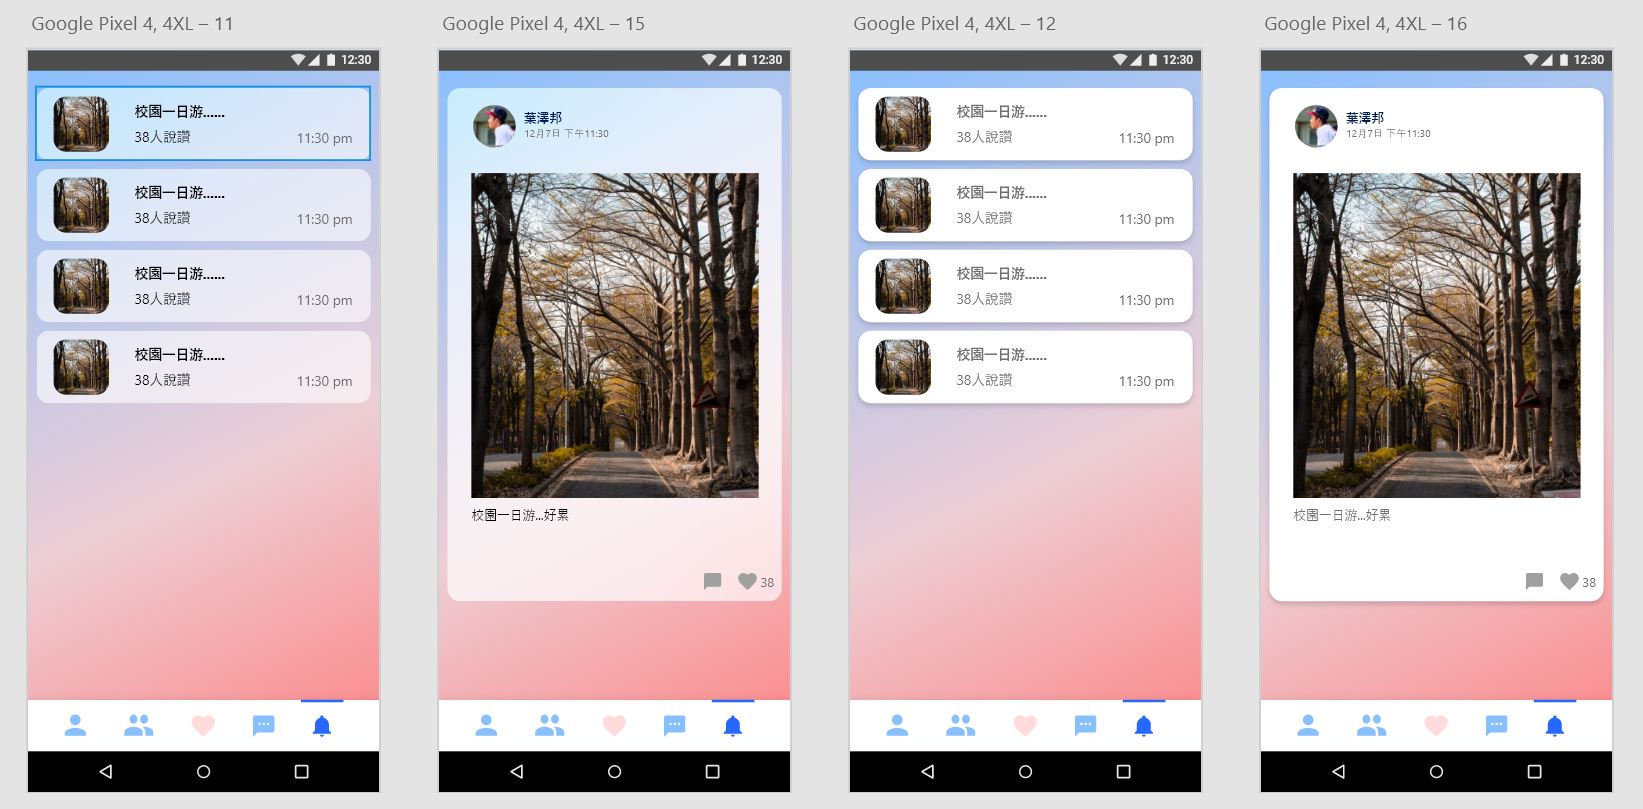 Google Pixel 4, 4XL – 11
12:30
校園一日游......
38人說讚
11:30 pm
校園一日游......
38人說讚
11:30 pm
校園一日游......
38人說讚
11:30 pm
校園一日游......
38人說讚
11:30 pm
Google Pixel 4, 4XL – 15
12:30
葉澤邦
12月7日 下午11:30
校園一日游...好累
38
Google Pixel 4, 4XL – 12
12:30
校園一日游......
38人說讚
11:30 pm
校園一日游......
38人說讚
11:30 pm
校園一日游......
38人說讚
11:30 pm
校園一日游......
38人說讚
11:30 pm
Google Pixel 4, 4XL – 16
12:30
葉澤邦
12月7日 下午11:30
校園一日游...好累
38